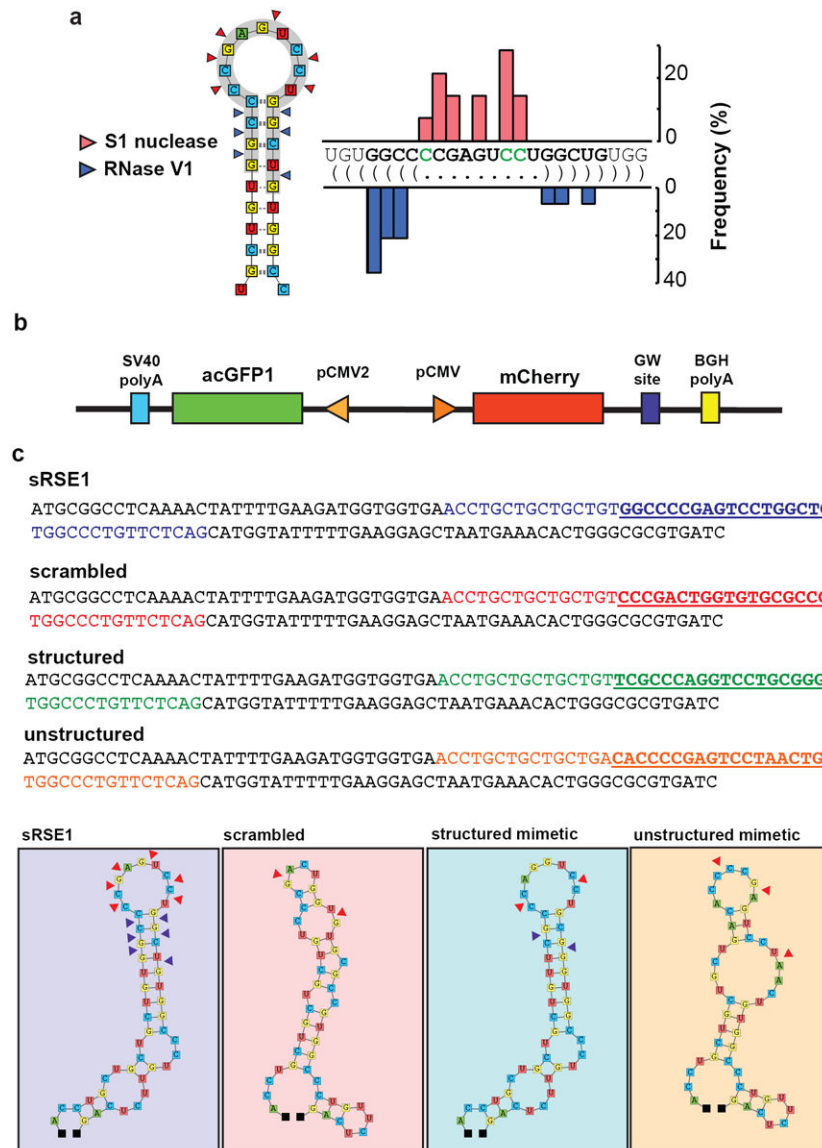 a
S1 nuclease
RNase V1
20
0
UGUGGCCCCGAGUCCUGGCUGUGG
(((((((.........))))))))
0
20
40
Frequency (%)
b
SV40 polyA
acGFP1
pCMV2
pCMV
mCherry
GW site
BGH polyA
c
sRSE1
ATGCGGCCTCAAAACTATTTTGAAGATGGTGGTGAACCTGCTGCTGCTGTGGCCCCGAGTCCTGGCTG
TGGCCCTGTTCTCAGCATGGTATTTTTGAAGGAGCTAATGAAACACTGGGCGCGTGATC
scrambled
ATGCGGCCTCAAAACTATTTTGAAGATGGTGGTGAACCTGCTGCTGCTGTCCCGACTGGTGTGCGCCG
TGGCCCTGTTCTCAGCATGGTATTTTTGAAGGAGCTAATGAAACACTGGGCGCGTGATC
structured
ATGCGGCCTCAAAACTATTTTGAAGATGGTGGTGAACCTGCTGCTGCTGTTCGCCCAGGTCCTGCGGG
TGGCCCTGTTCTCAGCATGGTATTTTTGAAGGAGCTAATGAAACACTGGGCGCGTGATC
unstructured
ATGCGGCCTCAAAACTATTTTGAAGATGGTGGTGAACCTGCTGCTGCTGACACCCCGAGTCCTAACTG
TGGCCCTGTTCTCAGCATGGTATTTTTGAAGGAGCTAATGAAACACTGGGCGCGTGATC
sRSE1
scrambled
structured mimetic
unstructured mimetic